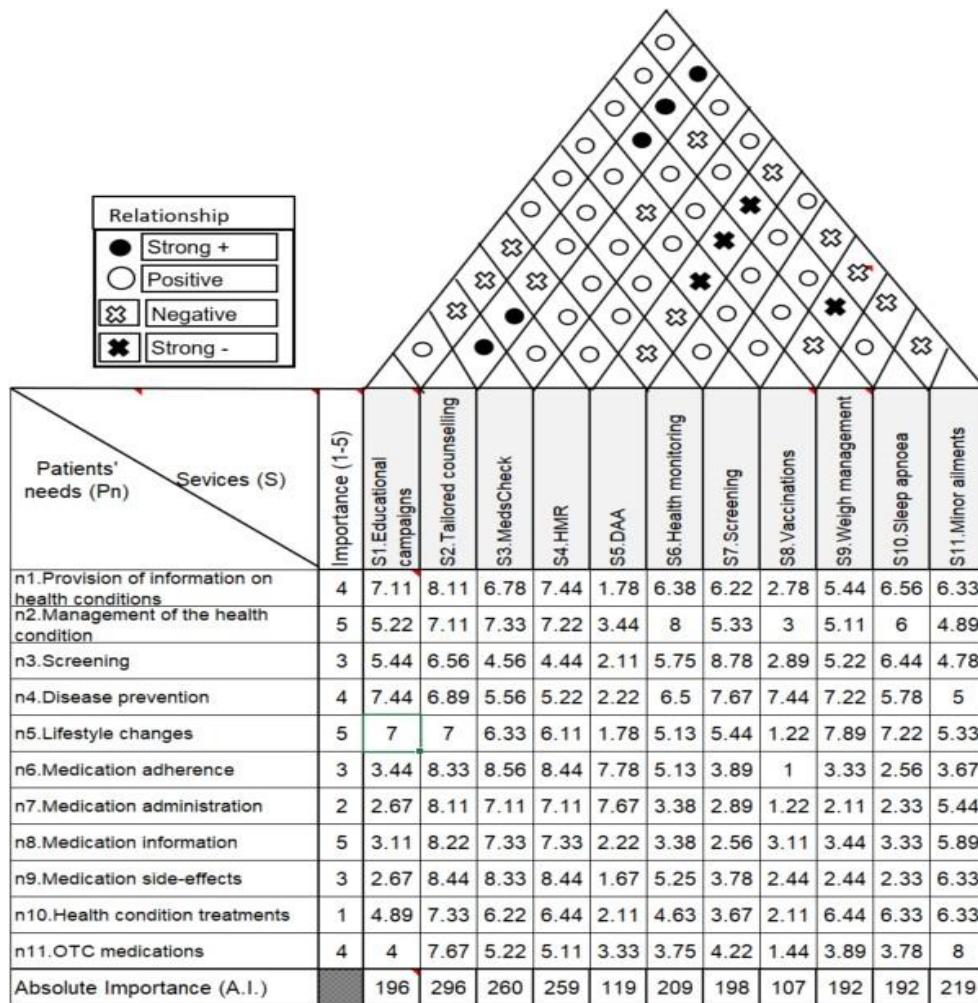 Relationship
Strong +
Positive
Negative
Strong -
Patients' needs (Pn)
Sevices (S)
Importance (1-5)
S1.Educational campaigns
S2.Tailored counselling
S3.MedsCheck
S4.HMR
S5.DAA
S6.Health monitoring
S7.Screening
S8.Vaccinations
S9.Weigh management
S10.Sleep apnoea
S11.Minor ailments
n1.Provision of information on health conditions 4 7.11 8.11 6.78 7.44 1.78 6.38 6.22 2.78 5.44 6.56 6.33
n2.Management of the health condition 5 5.22 7.11 7.33 7.22 3.44 8 5.33 3 5.11 6 4.89
n3.Screening 3 5.44 6.56 4.56 4.44 2.11 5.75 8.78 2.89 5.22 6.44 4.78
n4.Disease prevention 4 7.44 6.89 5.56 5.22 2.22 6.5 7.67 7.44 7.22 5.78 5
n5.Lifestyle changes 5 7 7 6.33 6.11 1.78 5.13 5.44 1.22 7.89 7.22 5.33
n6.Medication adherence 3 3.44 8.33 8.56 8.44 7.78 5.13 3.89 1 3.33 2.56 3.67
n7.Medication administration 2 2.67 8.11 7.11 7.11 7.67 3.38 2.89 1.22 2.11 2.33 5.44
n8.Medication information 5 3.11 8.22 7.33 7.33 2.22 3.38 2.56 3.11 3.44 3.33 5.89
n9.Medication side-effects 3 2.67 8.44 8.33 8.44 1.67 5.25 3.78 2.44 2.44 2.33 6.33
n10.Health condition treatments 1 4.89 7.33 6.22 6.44 2.11 4.63 3.67 2.11 6.44 6.33 6.33
n11.OTC medications 4 4 7.67 5.22 5.11 3.33 3.75 4.22 1.44 3.89 3.78 8
Absolute Importance (A.I.) 196 296 260 259 119 209 198 107 192 192 219